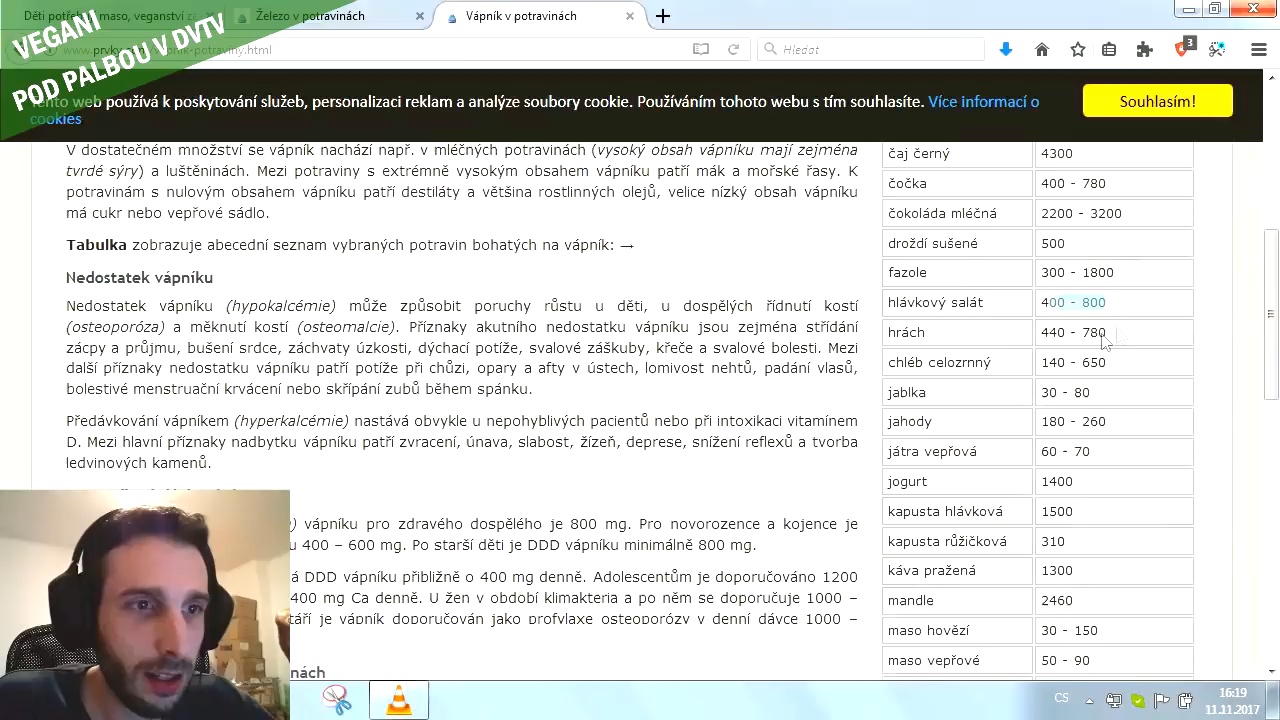 VEGANI
POD PALBOU V DVTV
Děti potřebují maso, veganství ze
Železo v potravinách
Vápník v potravinách
Hledat
3
Tento web používá k poskytování služeb, personalizaci reklam a analýze soubory cookie. Používáním tohoto webu s tím souhlasíte. Více informací o
cookies
Souhlasím!
V dostatečném množství se vápník nachází např. v mléčných potravinách (vysoký obsah vápníku mají zejména
tvrdé sýry) a luštěninách. Mezi potraviny s extrémně vysokým obsahem vápníku patří mák a mořské řasy. K
potravinám s nulovým obsahem vápníku patří destiláty a většina rostlinných olejů, velice nízký obsah vápníku
má cukr nebo vepřové sádlo.
Tabulka zobrazuje abecední seznam vybraných potravin bohatých na vápník: →
Nedostatek vápníku
Nedostatek vápníku (hypokalcémie) může způsobit poruchy růstu u dětí, u dospělých řídnutí kostí
(osteoporóza) a měknutí kostí (osteomalcie). Příznaky akutního nedostatku vápníku jsou zejména střídání
zácpy a průjmu, bušení srdce, záchvaty úzkosti, dýchací potíže, svalové záškuby, křeče a svalové bolesti. Mezi
další příznaky nedostatku vápníku patří potíže při chůzi, opary a afty v ústech, lomivost nehtů, padání vlasů,
bolestivé menstruační krvácení nebo skřípání zubů během spánku.
Předávkování vápníkem (hyperkalcémie) nastává obvykle u nepohyblivých pacientů nebo při intoxikaci vitamínem
D. Mezi hlavní příznaky nadbytku vápníku patří zvracení, únava, slabost, žízeň, deprese, snížení reflexů a tvorba
ledvinových kamenů.
vápníku pro zdravého dospělého je 800 mg. Pro novorozence a kojence je
400 – 600 mg. Po starší děti je DDD vápníku minimálně 800 mg.
DDD vápníku přibližně o 400 mg denně. Adolescentům je doporučováno 1200
400 mg Ca denně. U žen v období klimakteria a po něm se doporučuje 1000 –
je vápník doporučován jako profylaxe osteoporózy v denní dávce 1000 –
čaj černý 4300
čočka 400 - 780
čokoláda mléčná 2200 - 3200
droždí sušené 500
fazole 300 - 1800
hlávkový salát 400 - 800
hrách 440 - 780
chléb celozrnný 140 - 650
jablka 30 - 80
jahody 180 - 260
játra vepřová 60 - 70
jogurt 1400
kapusta hlávková 1500
kapusta růžičková 310
káva pražená 1300
mandle 2460
maso hovězí 30 - 150
maso vepřové 50 - 90
CS
16:19
11.11.2017